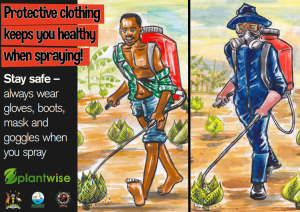 Protective clothing
keeps you healthy
when spraying!
Stay safe –
always wear
gloves, boots,
mask and
goggles when
you spray
plantwise